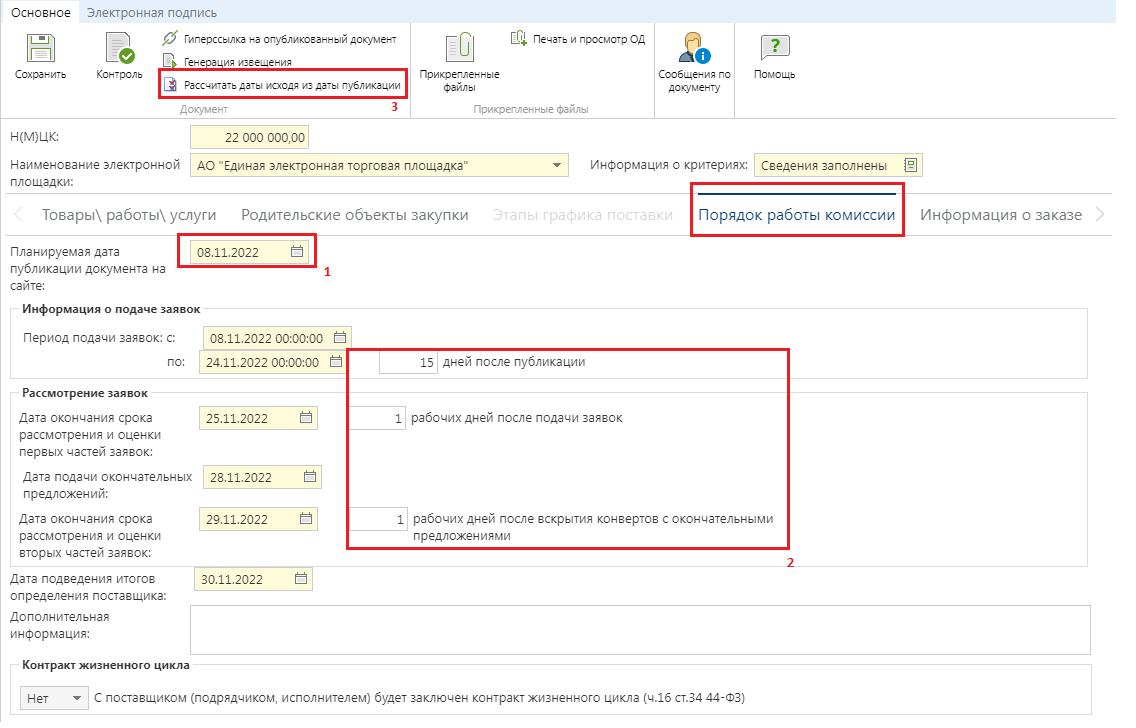 Основное Электронная подпись
Сохранить
Контроль
Гиперссылка на опубликованный документ
Генерация извещения
Рассчитать даты исходя из даты публикации
3
Документ
Прикрепленные
файлы
Печать и просмотр ОД
Прикрепленные файлы
Сообщения по
документу
Помощь
Н(М)ЦК: 22 000 000,00
Наименование электронной
площадки:
АО "Единая электронная торговая площадка"
Информация о критериях: Сведения заполнены
Товары\ работы\ услуги Родительские объекты закупки Этапы графика поставки Порядок работы комиссии Информация о заказе
Планируемая дата
публикации документа на
сайте:
08.11.2022
1
Информация о подаче заявок
Период подачи заявок: с: 08.11.2022 00:00:00
по: 24.11.2022 00:00:00 15 дней после публикации
Рассмотрение заявок
Дата окончания срока
рассмотрения и оценки
первых частей заявок:
25.11.2022 1 рабочих дней после подачи заявок
Дата подачи окончательных
предложений:
28.11.2022
Дата окончания срока
рассмотрения и оценки
вторых частей заявок:
29.11.2022 1 рабочих дней после вскрытия конвертов с окончательными
предложениями
2
Дата подведения итогов
определения поставщика:
30.11.2022
Дополнительная
информация:
Контракт жизненного цикла
Нет С поставщиком (подрядчиком, исполнителем) будет заключен контракт жизненного цикла (ч.16 ст.34 44-ФЗ)